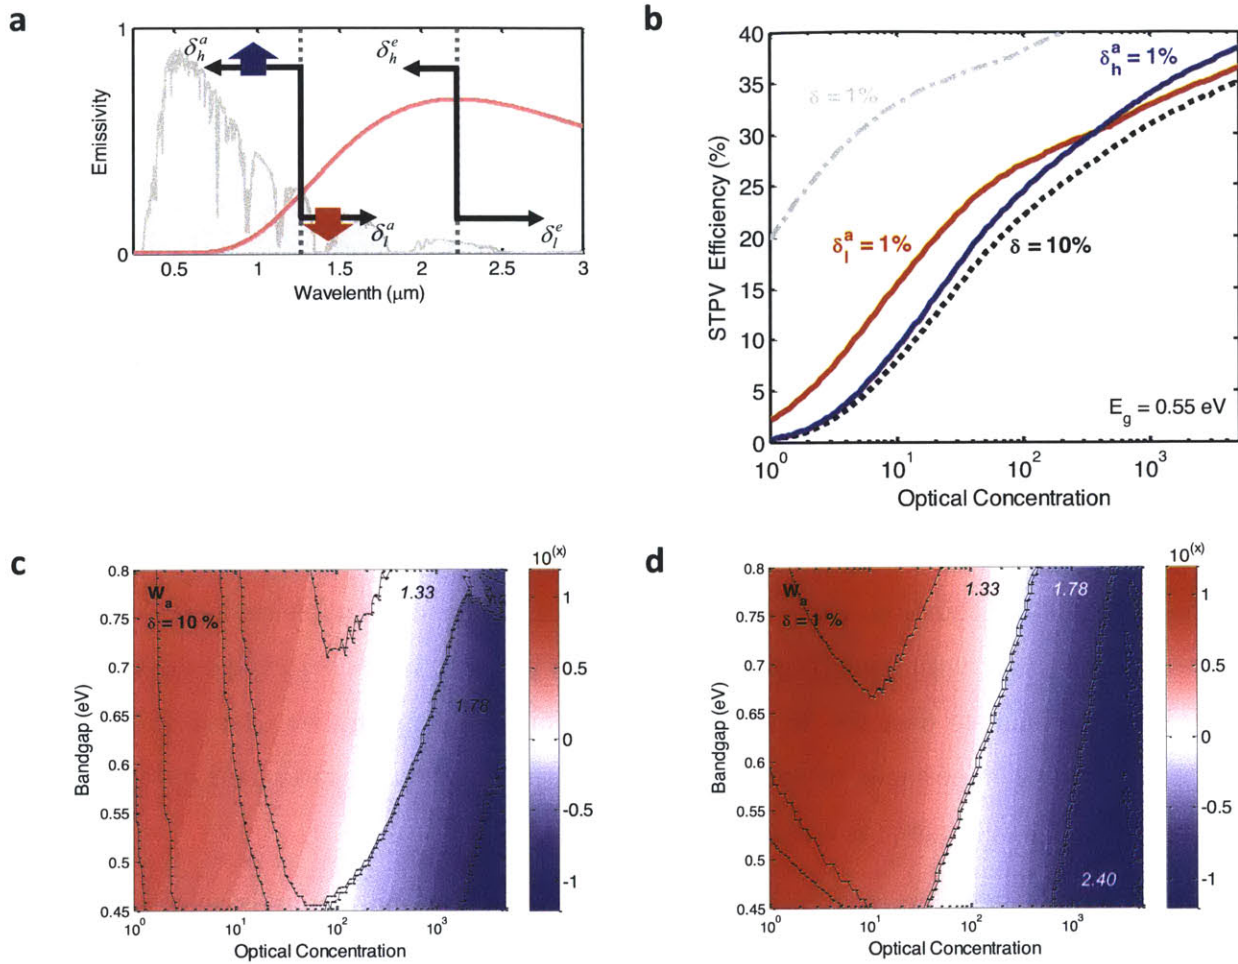 a
1
δ_h^a
δ_h^e
Emissivity
δ_l^a
δ_l^e
0
0.5
1
1.5
2
2.5
3
Wavelenth (μm)
b
40
35
30
25
20
15
10
5
0
STPV Efficiency (%)
δ = 1%
δ_h^a = 1%
δ_l^a = 1%
δ = 10%
E_g = 0.55 eV
10^0
10^1
10^2
10^3
Optical Concentration
c
10^(x)
0.8
0.75
0.7
0.65
0.6
0.55
0.5
0.45
Bandgap (eV)
W_a
δ = 10 %
1.33
1.78
1
0.5
0
-0.5
-1
10^0
10^1
10^2
10^3
Optical Concentration
d
10^(x)
0.8
0.75
0.7
0.65
0.6
0.55
0.5
0.45
Bandgap (eV)
W_a
δ = 1 %
1.33
1.78
2.40
1
0.5
0
-0.5
-1
10^0
10^1
10^2
10^3
Optical Concentration